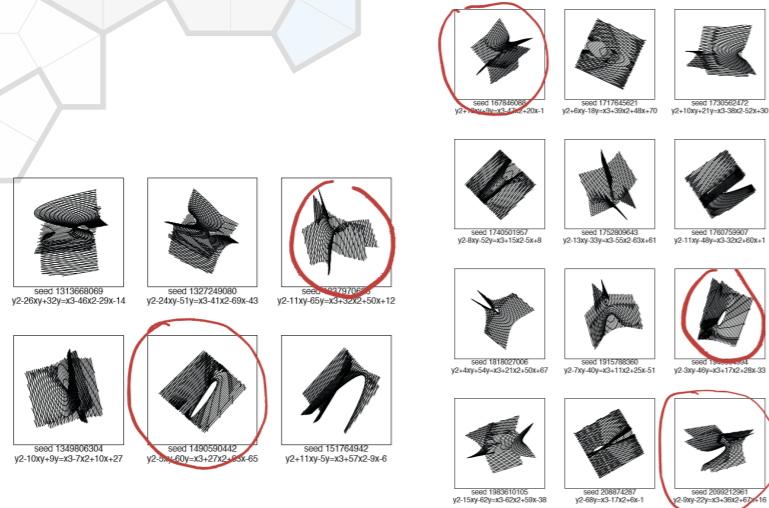 seed 1313668069
y2-26xy+32y=x3-46x2-29x-14
seed 1327249080
y2-24xy-51y=x3-41x2-69x-43
y2-11xy-65y=x3+32x2+50x+12
seed 1349806304
y2-10xy+9y=x3-7x2+10x+27
seed 1490590442
seed 151764942
y2+11xy-5y=x3+57x2-9x-6
seed 167846088
seed 1717645621
y2+6xy-18y=x3+39x2+48x+70
seed 1730562472
y2+10xy+21y=x3-38x2-52x+30
seed 1740501957
y2-8xy-52y=x3+15x2-5x+8
seed 1752809643
y2-13xy-33y=x3-55x2-63x+61
seed 1760759907
y2-11xy-48y=x3-32x2+60x+1
seed 1818027006
y2+4xy+54y=x3+21x2+50x+67
seed 1915788360
y2-7xy-40y=x3+11x2+25x-51
y2-3xy-46y=x3+17x2+28x-33
seed 1983610105
y2-15xy-62y=x3-62x2+59x-38
seed 208874287
y2-68y=x3-17x2+6x-1
seed 2099212961
y2-9xy-22y=x3+36x2+67x+16